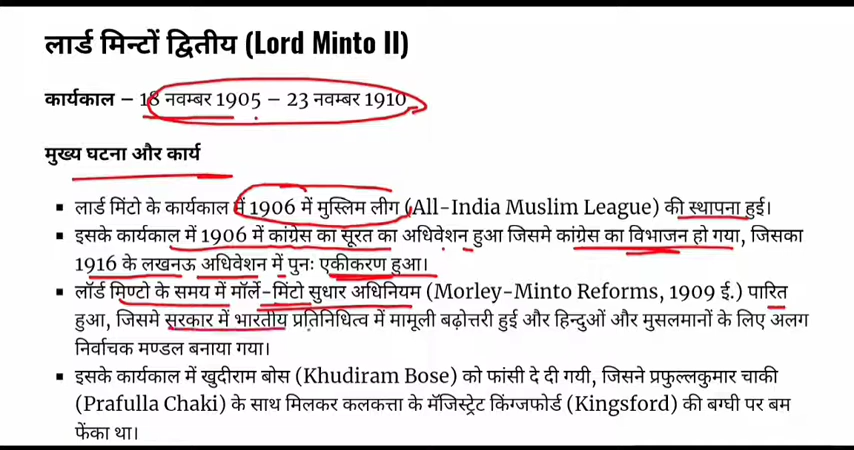 लार्ड मिन्टों द्वितीय (Lord Minto II)
कार्यकाल – 18 नवम्बर 1905 – 23 नवम्बर 1910
मुख्य घटना और कार्य
▪ लार्ड मिंटो के कार्यकाल में 1906 में मुस्लिम लीग (All-India Muslim League) की स्थापना हुई।
▪ इसके कार्यकाल में 1906 में कांग्रेस का सूरत का अधिवेशन हुआ जिसमे कांग्रेस का विभाजन हो गया, जिसका
1916 के लखनऊ अधिवेशन में पुनः एकीकरण हुआ।
▪ लॉर्ड मिण्टो के समय में मॉर्ले-मिंटो सुधार अधिनियम (Morley-Minto Reforms, 1909 ई.) पारित
हुआ, जिसमे सरकार में भारतीय प्रतिनिधित्व में मामूली बढ़ोत्तरी हुई और हिन्दुओं और मुसलमानों के लिए अलग
निर्वाचक मण्डल बनाया गया।
▪ इसके कार्यकाल में खुदीराम बोस (Khudiram Bose) को फांसी दे दी गयी, जिसने प्रफुल्लकुमार चाकी
(Prafulla Chaki) के साथ मिलकर कलकत्ता के मॅजिस्ट्रेट किंग्जफोर्ड (Kingsford) की बग्घी पर बम
फेंका था।